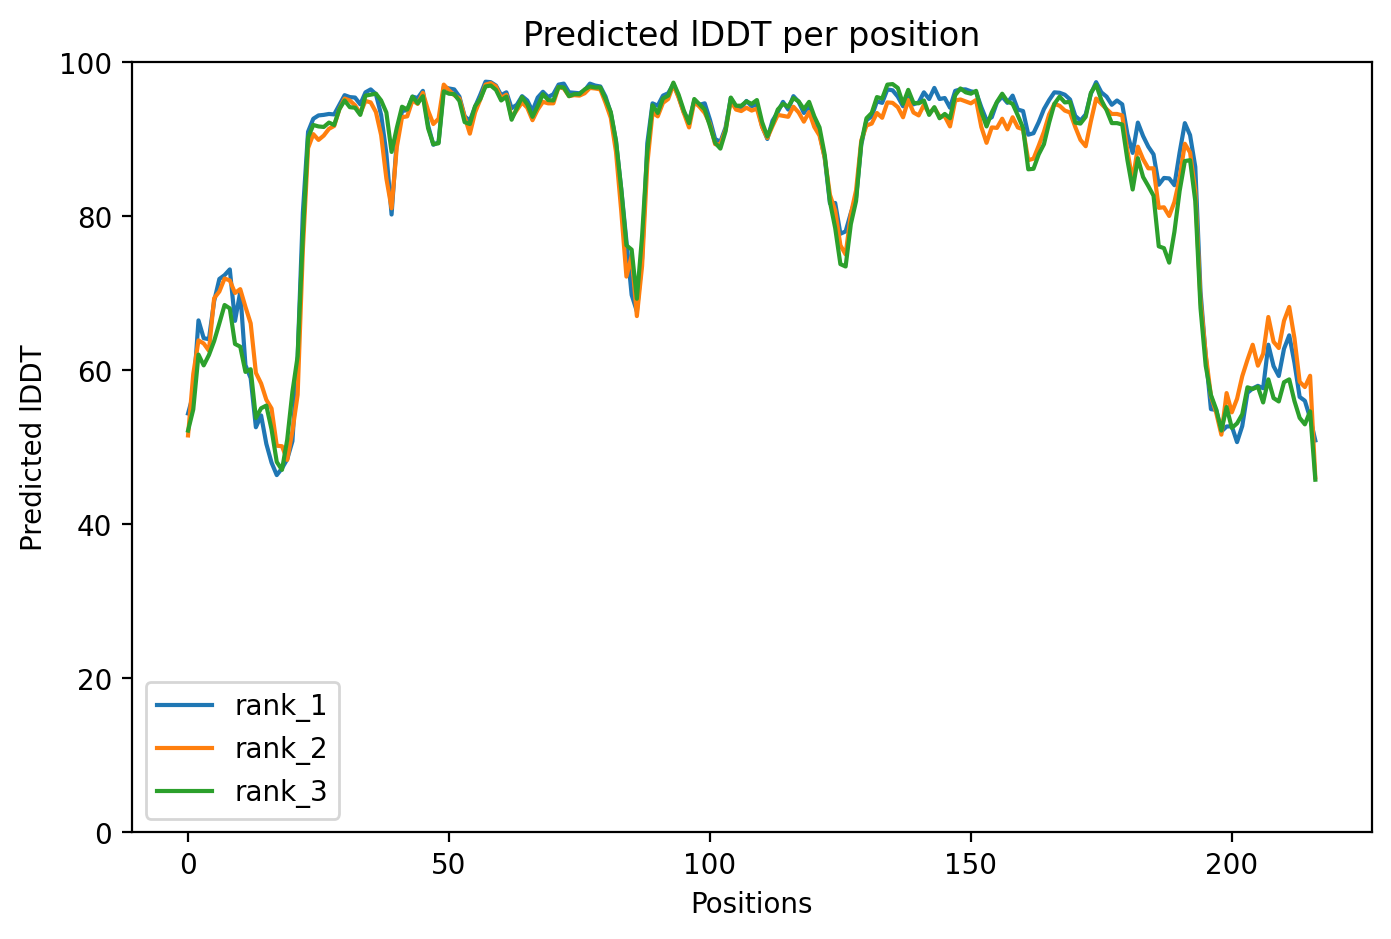 Predicted lDDT per position
100
80
60
40
20
0
Predicted lDDT
rank_1
rank_2
rank_3
0 50 100 150 200
Positions